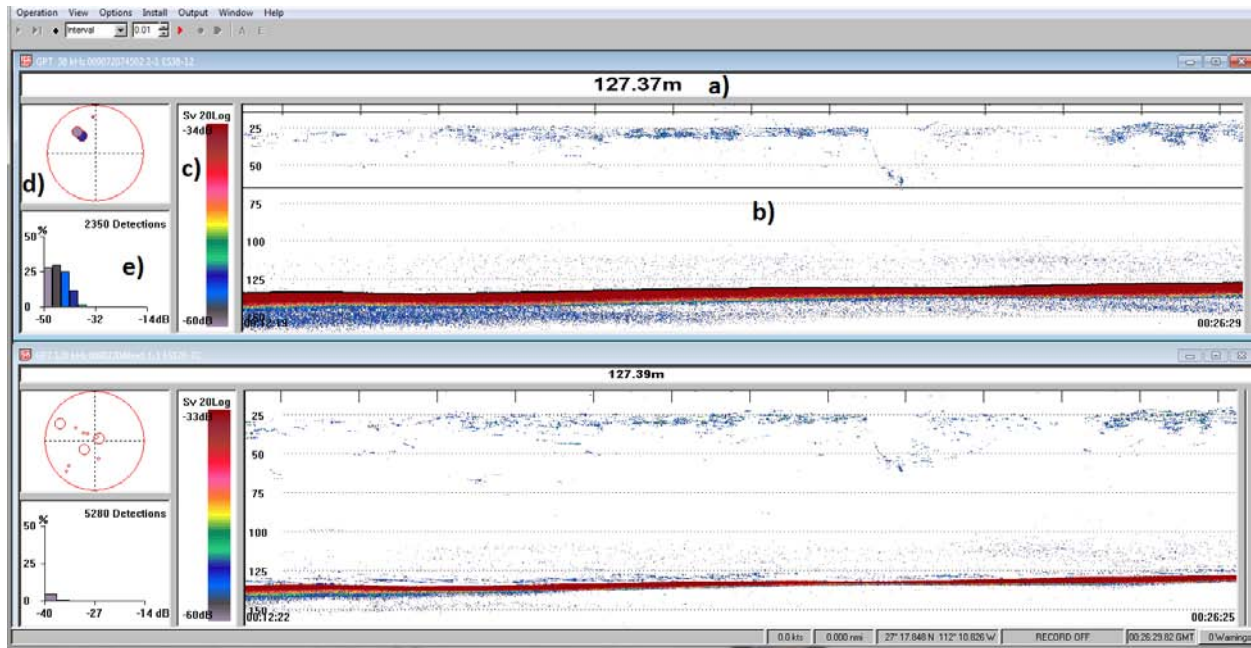 Operation View Options Install Output Window Help
Interval 0.01 A E
127.37m a)
Sv 20Log
-34dB
c)
-60dB
d)
2350 Detections
%
50
25
0
-50 -32 -14dB
e)
25
50
75
100
125
b)
00:12:19 00:26:29
127.39m
Sv 20Log
-33dB
-60dB
5280 Detections
%
50
25
0
-40 -27 -14 dB
25
50
75
100
125
150
00:12:22 00:26:25
0.0 kts 0.000 nmi 27° 17.848 N 112° 10.826 W RECORD OFF 00:26:29.82 GMT 0 Warnings